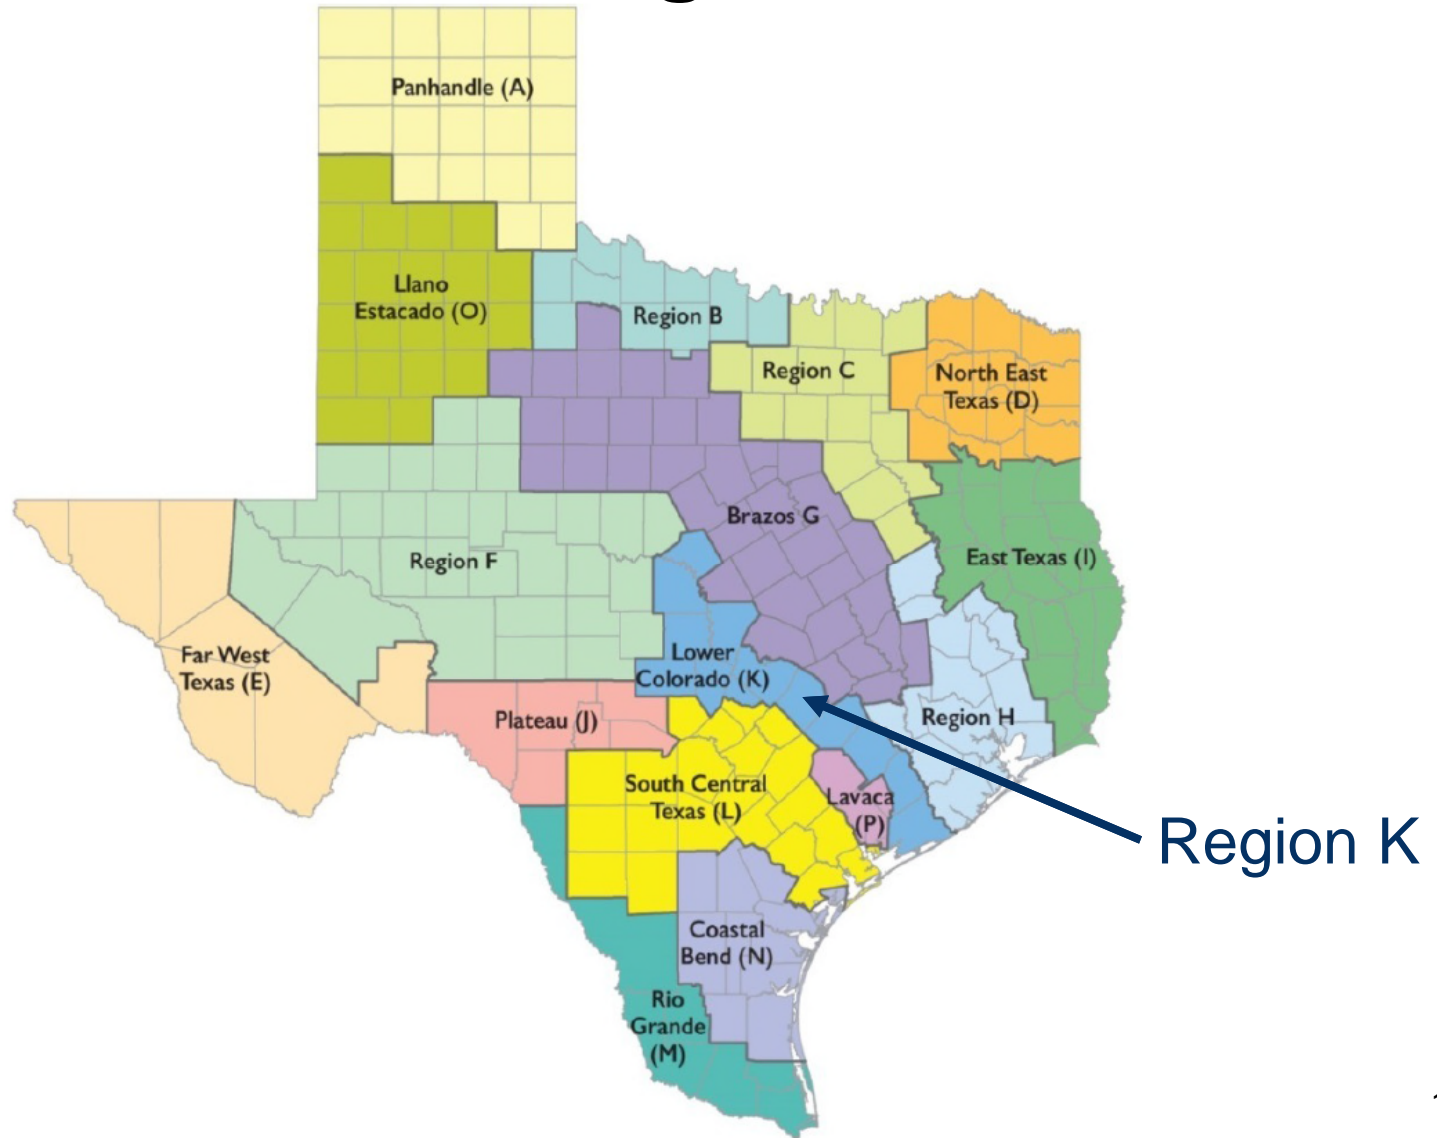 Panhandle (A)
Llano
Estacado (O)
Region B
Region C
North East
Texas (D)
Brazos G
Region F
East Texas (I)
Far West
Texas (E)
Lower
Colorado (K)
Plateau (J)
Region H
South Central
Texas (L)
Lavaca
(P)
Region K
Coastal
Bend (N)
Rio
Grande
(M)